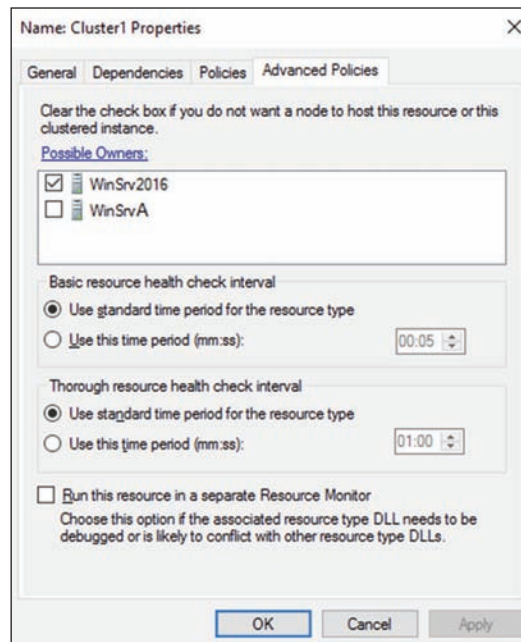 Name: Cluster1 Properties
General Dependencies Policies Advanced Policies
Clear the check box if you do not want a node to host this resource or this
clustered instance.
Possible Owners:
WinSrv2016
WinSrvA
Basic resource health check interval
Use standard time period for the resource type
Use this time period (mm:ss): 00:05
Thorough resource health check interval
Use standard time period for the resource type
Use this time period (mm:ss): 01:00
Run this resource in a separate Resource Monitor
Choose this option if the associated resource type DLL needs to be
debugged or is likely to conflict with other resource type DLLs.
OK Cancel Apply